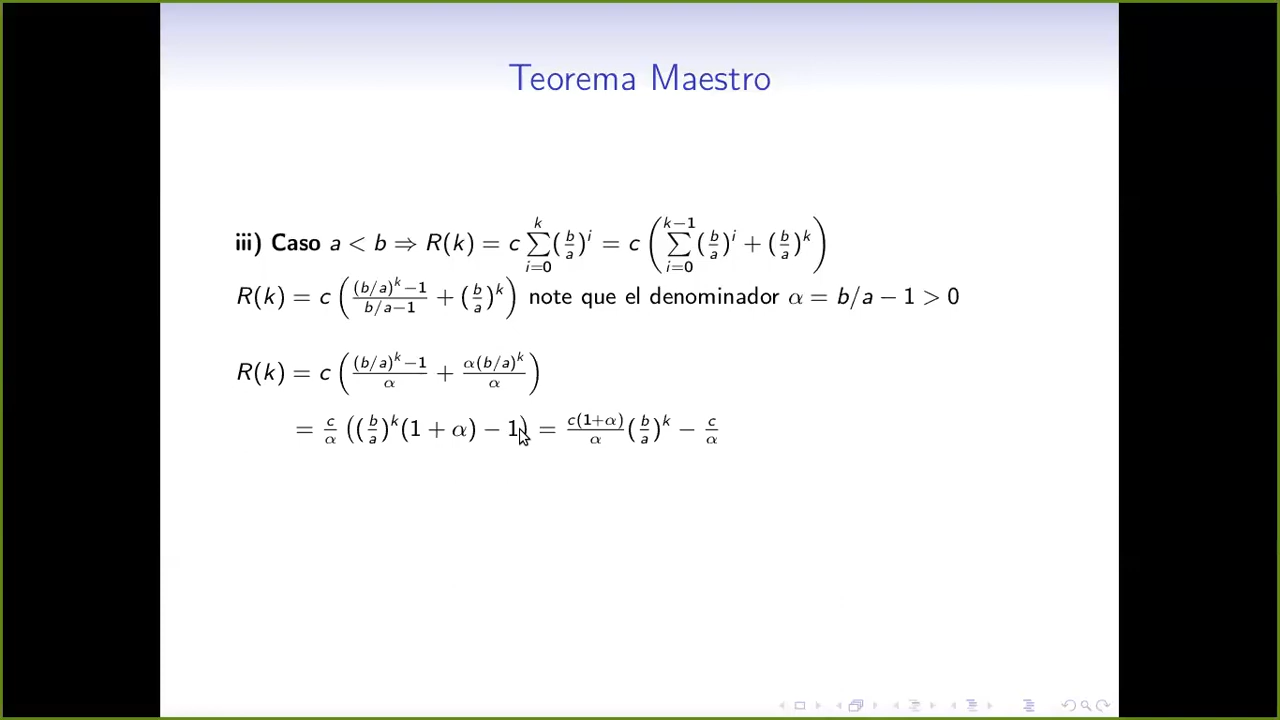 Teorema Maestro
iii) Caso a < b ⇒ R(k) = c ∑_{i=0}^{k} (b/a)^i = c ( ∑_{i=0}^{k−1} (b/a)^i + (b/a)^k )
R(k) = c ( ((b/a)^k − 1)/(b/a − 1) + (b/a)^k ) note que el denominador α = b/a − 1 > 0
R(k) = c ( ((b/a)^k − 1)/α + α(b/a)^k/α )
= c/α ((b/a)^k (1 + α) − 1) = c(1+α)/α (b/a)^k − c/α